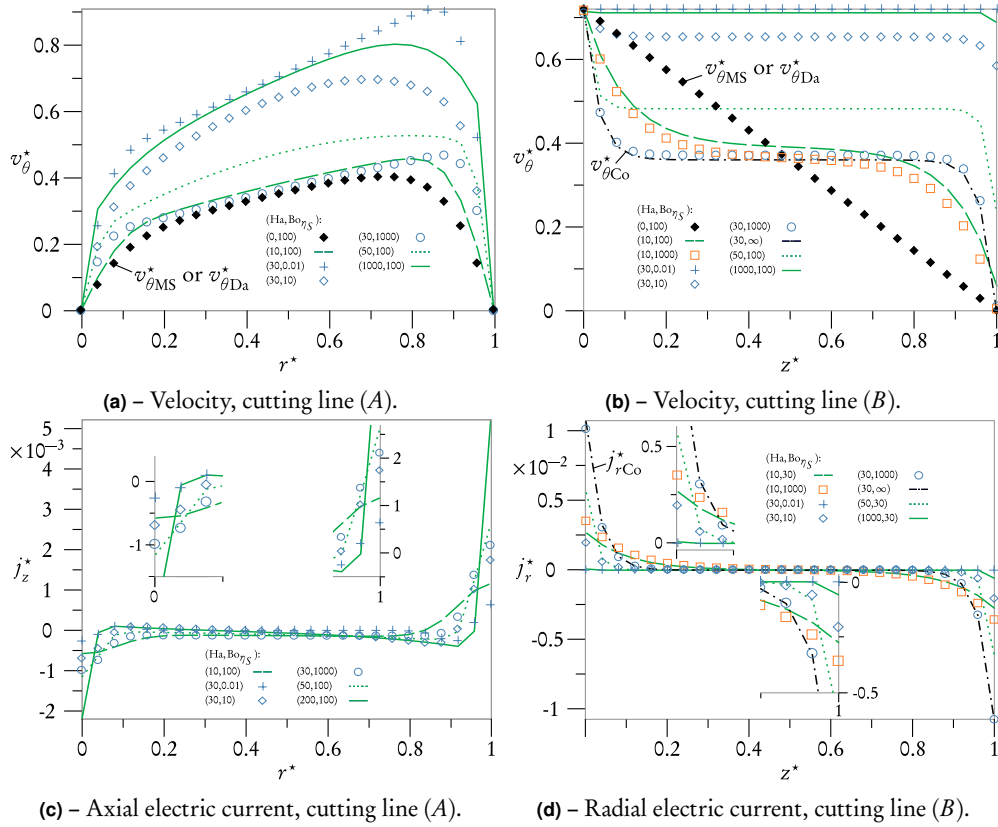 0.8
0.6
v*θ
0.4
0.2
0
v*θMS or v*θDa
(Ha,BoηS):
(0,100)
(10,100)
(30,0.01)
(30,10)
(30,1000)
(50,100)
(1000,100)
0 0.2 0.4 0.6 0.8 1
r*
(a) – Velocity, cutting line (A).
0.6
0.4
v*θ
0.2
0
v*θMS or v*θDa
v*θCo
(Ha,BoηS):
(0,100)
(10,100)
(10,1000)
(30,0.01)
(30,10)
(30,1000)
(30,∞)
(50,100)
(1000,100)
0 0.2 0.4 0.6 0.8 1
z*
(b) – Velocity, cutting line (B).
5
×10⁻³
4
3
2
1
j*z
0
-1
-2
0
-1
0
2
1
0
1
(Ha,BoηS):
(10,100)
(30,0.01)
(30,10)
(30,1000)
(50,100)
(200,100)
0 0.2 0.4 0.6 0.8 1
r*
(c) – Axial electric current, cutting line (A).
1
×10⁻²
0.5
j*r
0
-0.5
-1
j*rCo
0.5
0
(Ha,BoηS):
(10,30)
(10,1000)
(30,0.01)
(30,10)
(30,1000)
(30,∞)
(50,30)
(1000,30)
0
-0.5
1
0 0.2 0.4 0.6 0.8 1
z*
(d) – Radial electric current, cutting line (B).